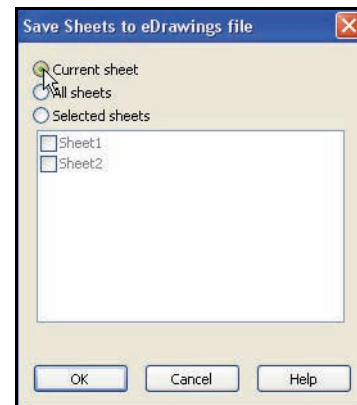 Save Sheets to eDrawings file
Current sheet
All sheets
Selected sheets
Sheet1
Sheet2
OK Cancel Help